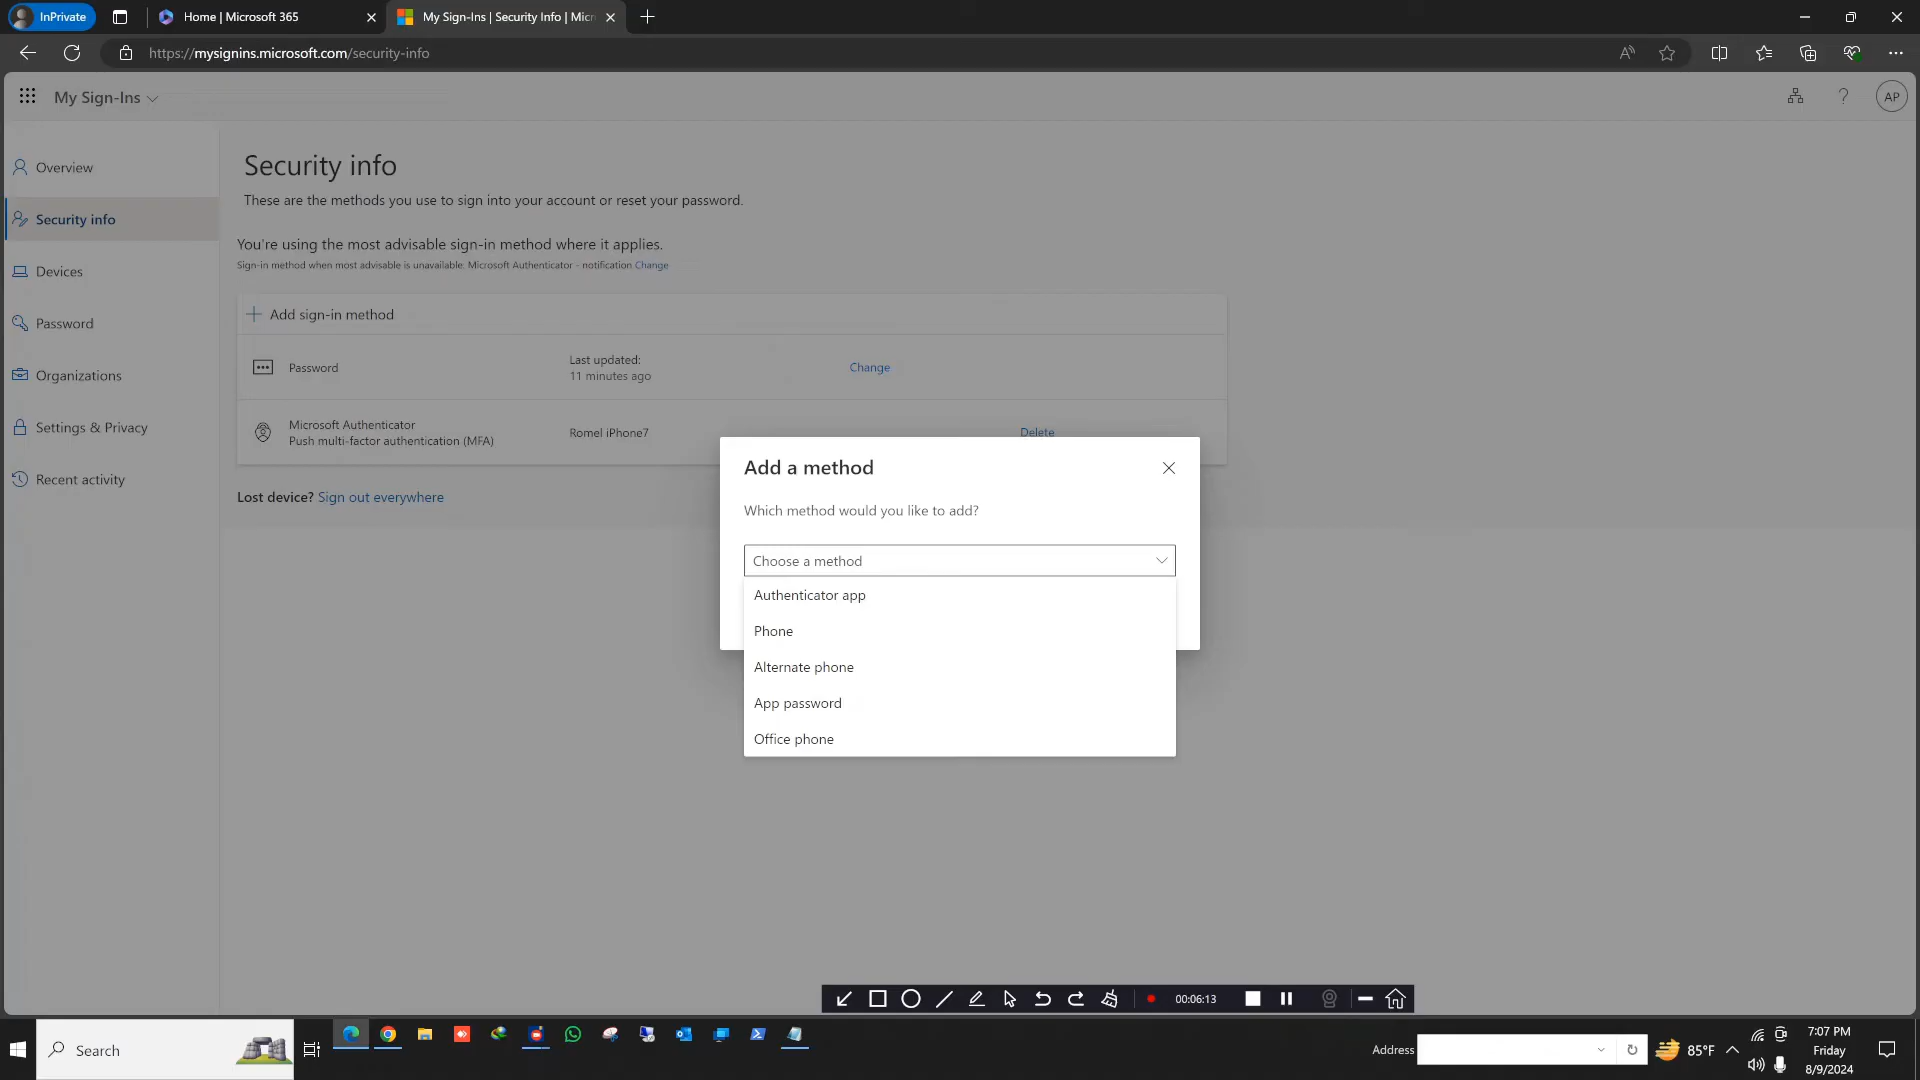 InPrivate
Home | Microsoft 365
My Sign-Ins | Security Info | Micr
https://mysignins.microsoft.com/security-info
My Sign-Ins
?
AP
Overview
Security info
Devices
Password
Organizations
Settings & Privacy
Recent activity
Security info
These are the methods you use to sign into your account or reset your password.
You're using the most advisable sign-in method where it applies.
Sign-in method when most advisable is unavailable: Microsoft Authenticator - notification Change
Add sign-in method
Password
Last updated:
11 minutes ago
Change
Microsoft Authenticator
Push multi-factor authentication (MFA)
Romel iPhone7
Delete
Lost device? Sign out everywhere
Add a method
Which method would you like to add?
Choose a method
Authenticator app
Phone
Alternate phone
App password
Office phone
00:06:13
Search
Address
85°F
7:07 PM
Friday
8/9/2024